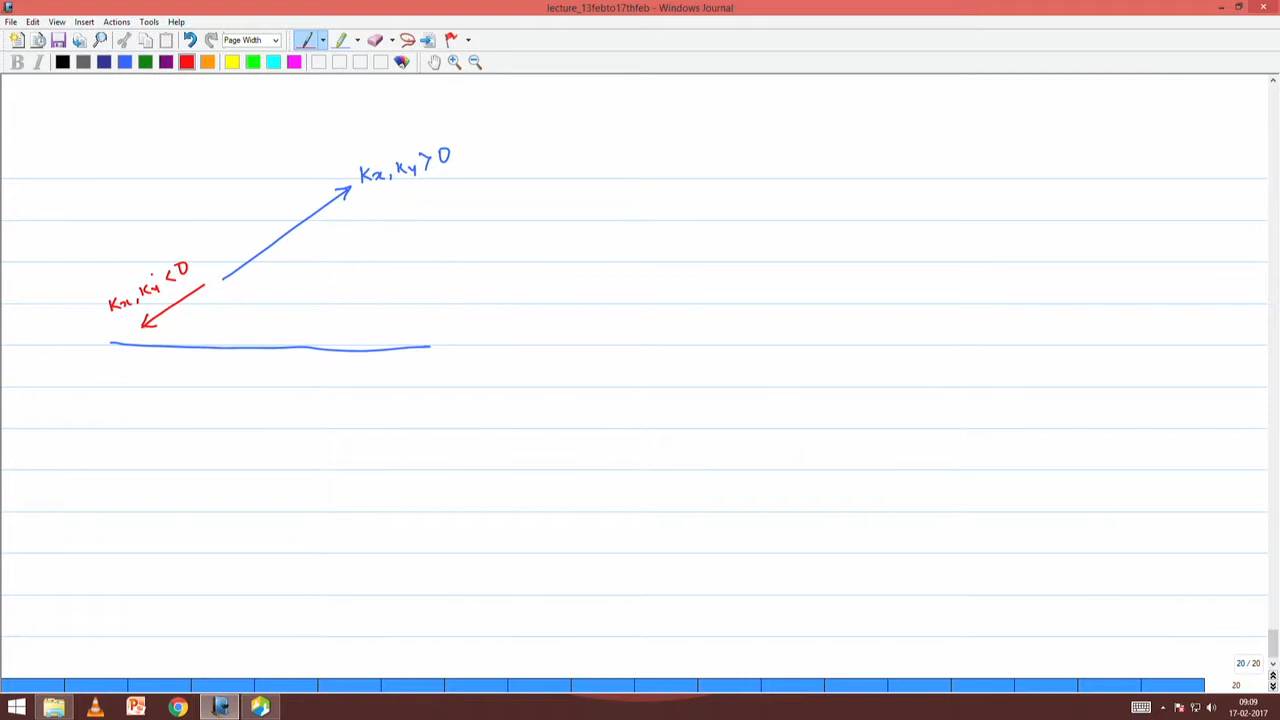 lecture_13febto17thfeb - Windows Journal
File Edit View Insert Actions Tools Help
Page Width
B I
Kx, Ky > 0
Kx, Ky < 0
20 / 20
20
09:09
17-02-2017